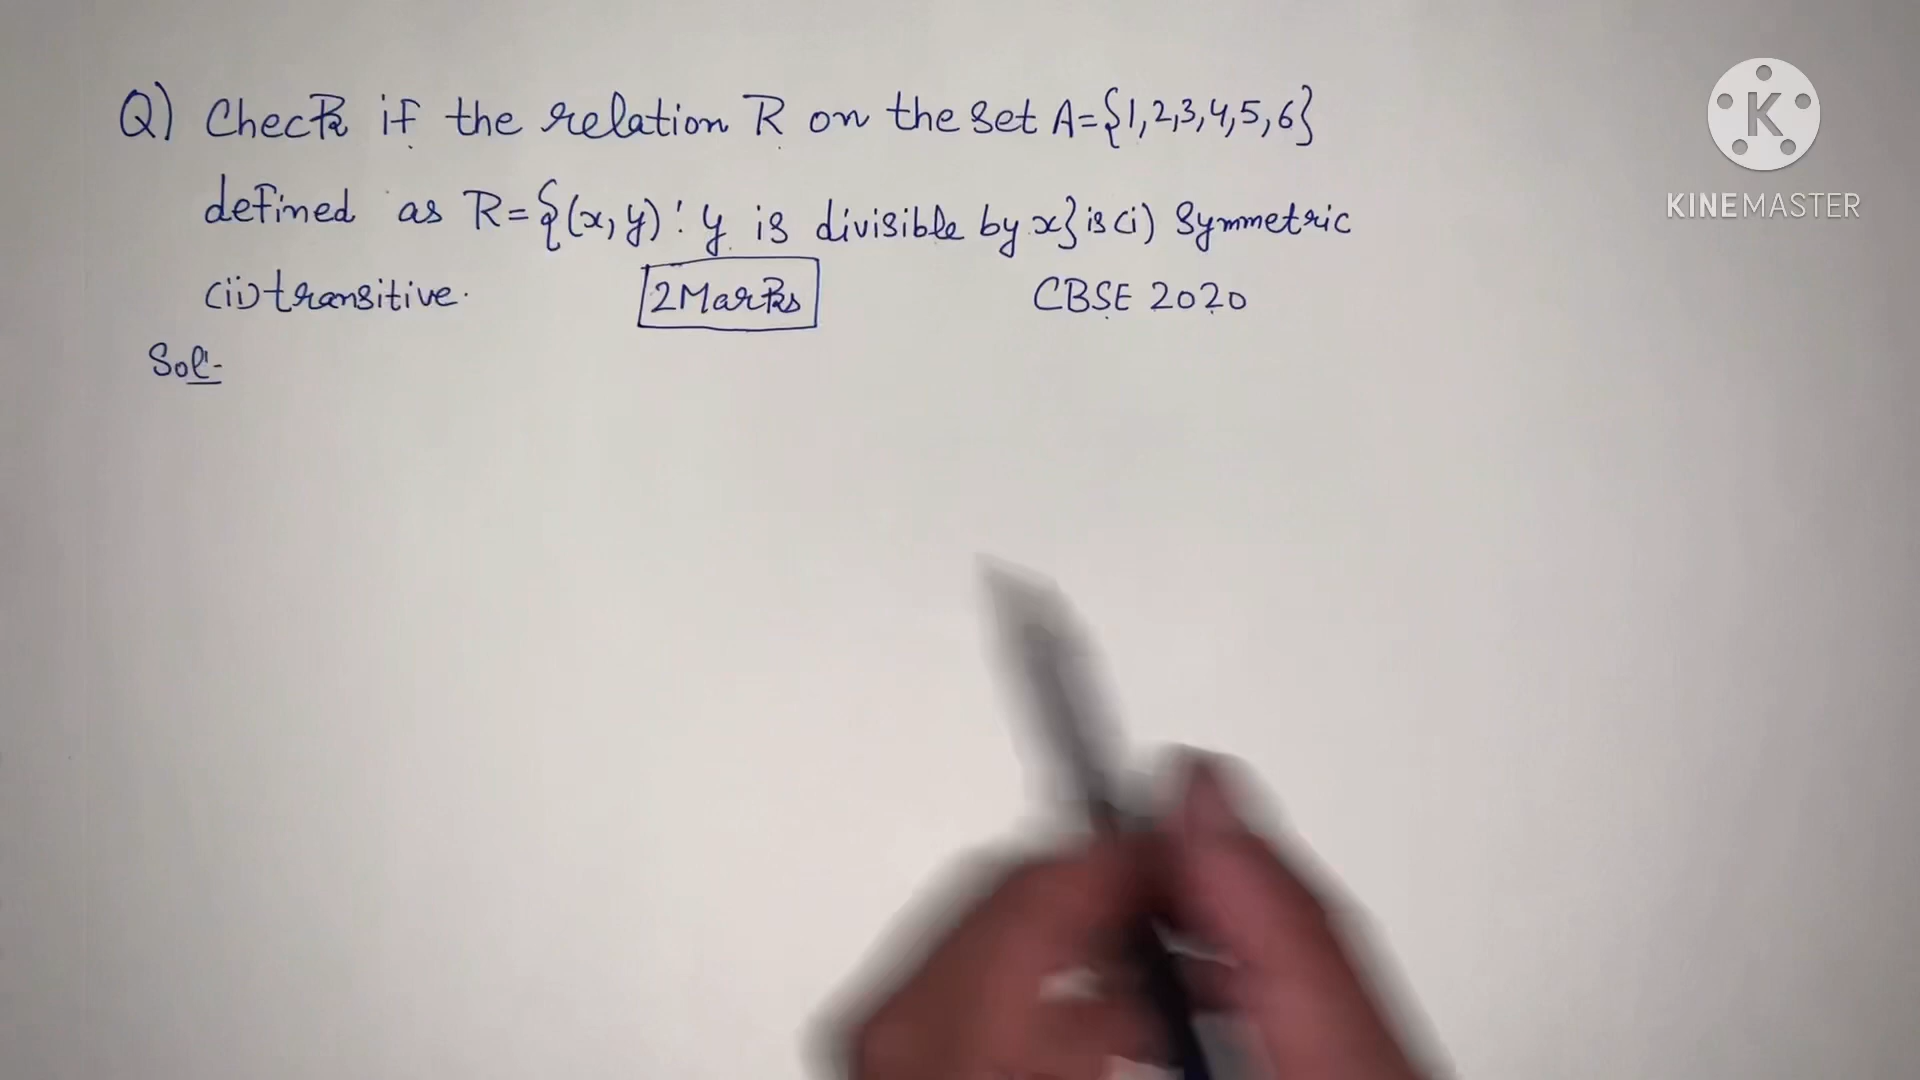 Q) Check if the relation R on the set A={1,2,3,4,5,6}
defined as R={(x,y): y is divisible by x} is (i) Symmetric
(ii) transitive. 2Marks CBSE 2020
Sol:-
K
KINEMASTER